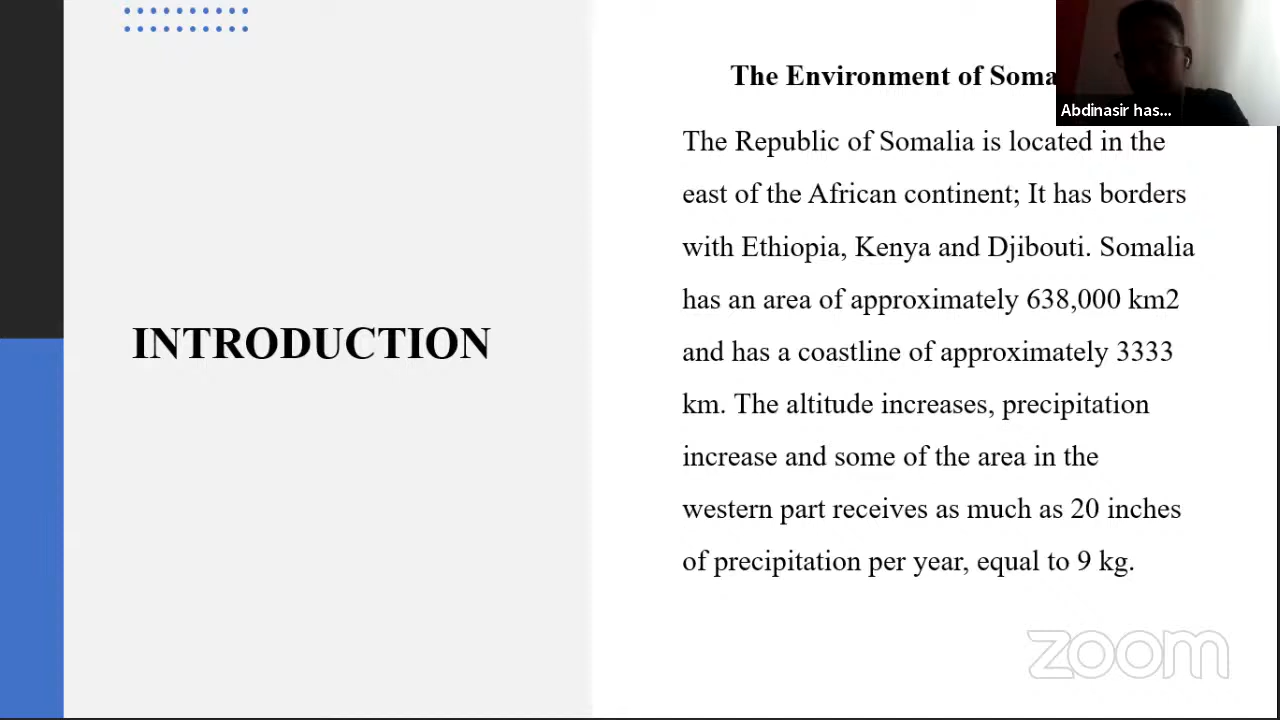 INTRODUCTION
The Environment of Soma
Abdinasir has...
The Republic of Somalia is located in the
east of the African continent; It has borders
with Ethiopia, Kenya and Djibouti. Somalia
has an area of approximately 638,000 km2
and has a coastline of approximately 3333
km. The altitude increases, precipitation
increase and some of the area in the
western part receives as much as 20 inches
of precipitation per year, equal to 9 kg.
zoom